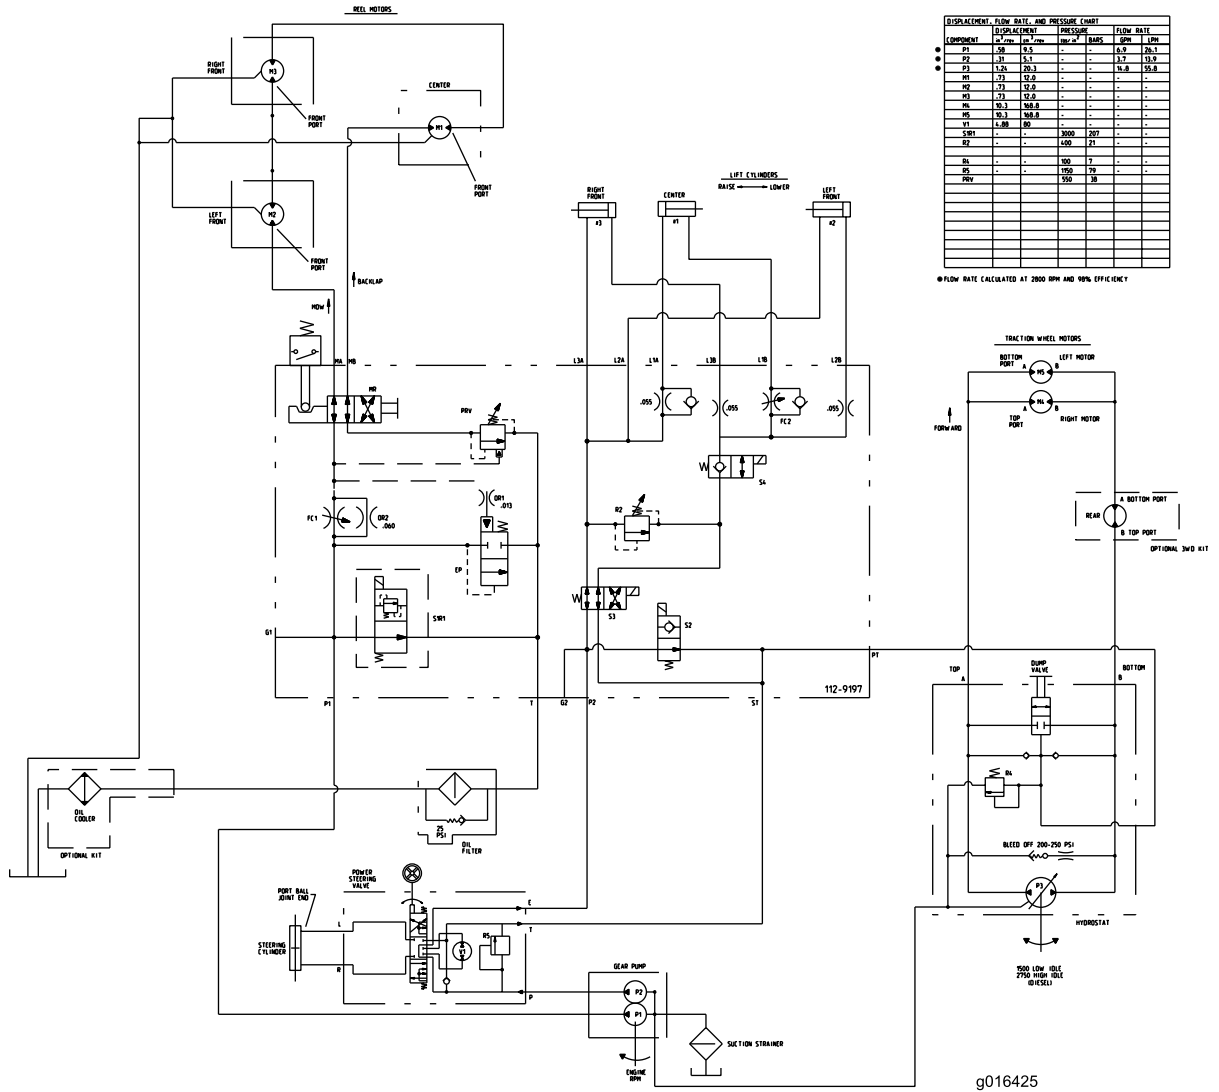 REEL MOTORS
RIGHT
FRONT
M3
FRONT
PORT
CENTER
M1
FRONT
PORT
LEFT
FRONT
M2
FRONT
PORT
BACKLAP
MOW
DISPLACEMENT, FLOW RATE, AND PRESSURE CHART
DISPLACEMENT PRESSURE FLOW RATE
COMPONENT in³/rev cm³/rev BARS GPM LPM
P1 .58 9.5 - - 6.9 26.1
P2 .31 5.1 - - 3.7 13.9
P3 1.24 20.3 - - 14.8 55.8
M1 .73 12.0 - - - -
M2 .73 12.0 - - - -
M3 .73 12.0 - - - -
M4 10.3 168.8 - - - -
M5 10.3 168.8 - - - -
V1 4.88 80 - - - -
S1R1 - - 3000 207 - -
R2 - - 400 21 - -
R4 - - 100 7 - -
R5 - - 1150 79 - -
PRV 550 38
FLOW RATE CALCULATED AT 2800 RPM AND 98% EFFICIENCY
LIFT CYLINDERS
RAISE LOWER
RIGHT
FRONT
#3
CENTER
#1
LEFT
FRONT
#2
MA MB
L3A L2A L1A L3B L1B L2B
MR
PRV
.055
.055
FC2
.055
S4
FC1
OR2
.060
OR1
.013
EP
R2
S1R1
S3
S2
G1
P1
T
G2
P2
ST
PT
112-9197
TRACTION WHEEL MOTORS
BOTTOM
PORT
A
M5
B
LEFT MOTOR
A
M4
B
TOP
PORT
RIGHT MOTOR
FORWARD
A BOTTOM PORT
REAR
B TOP PORT
OPTIONAL 3WD KIT
TOP
A
DUMP
VALVE
BOTTOM
B
R4
BLEED OFF 200-250 PSI
P3
HYDROSTAT
1500 LOW IDLE
2750 HIGH IDLE
(DIESEL)
OIL
COOLER
OPTIONAL KIT
25
PSI
OIL
FILTER
POWER
STEERING
VALVE
PORT BALL
JOINT END
L
R
STEERING
CYLINDER
V1
R5
E
T
P
GEAR PUMP
P2
P1
ENGINE
RPM
SUCTION STRAINER
g016425